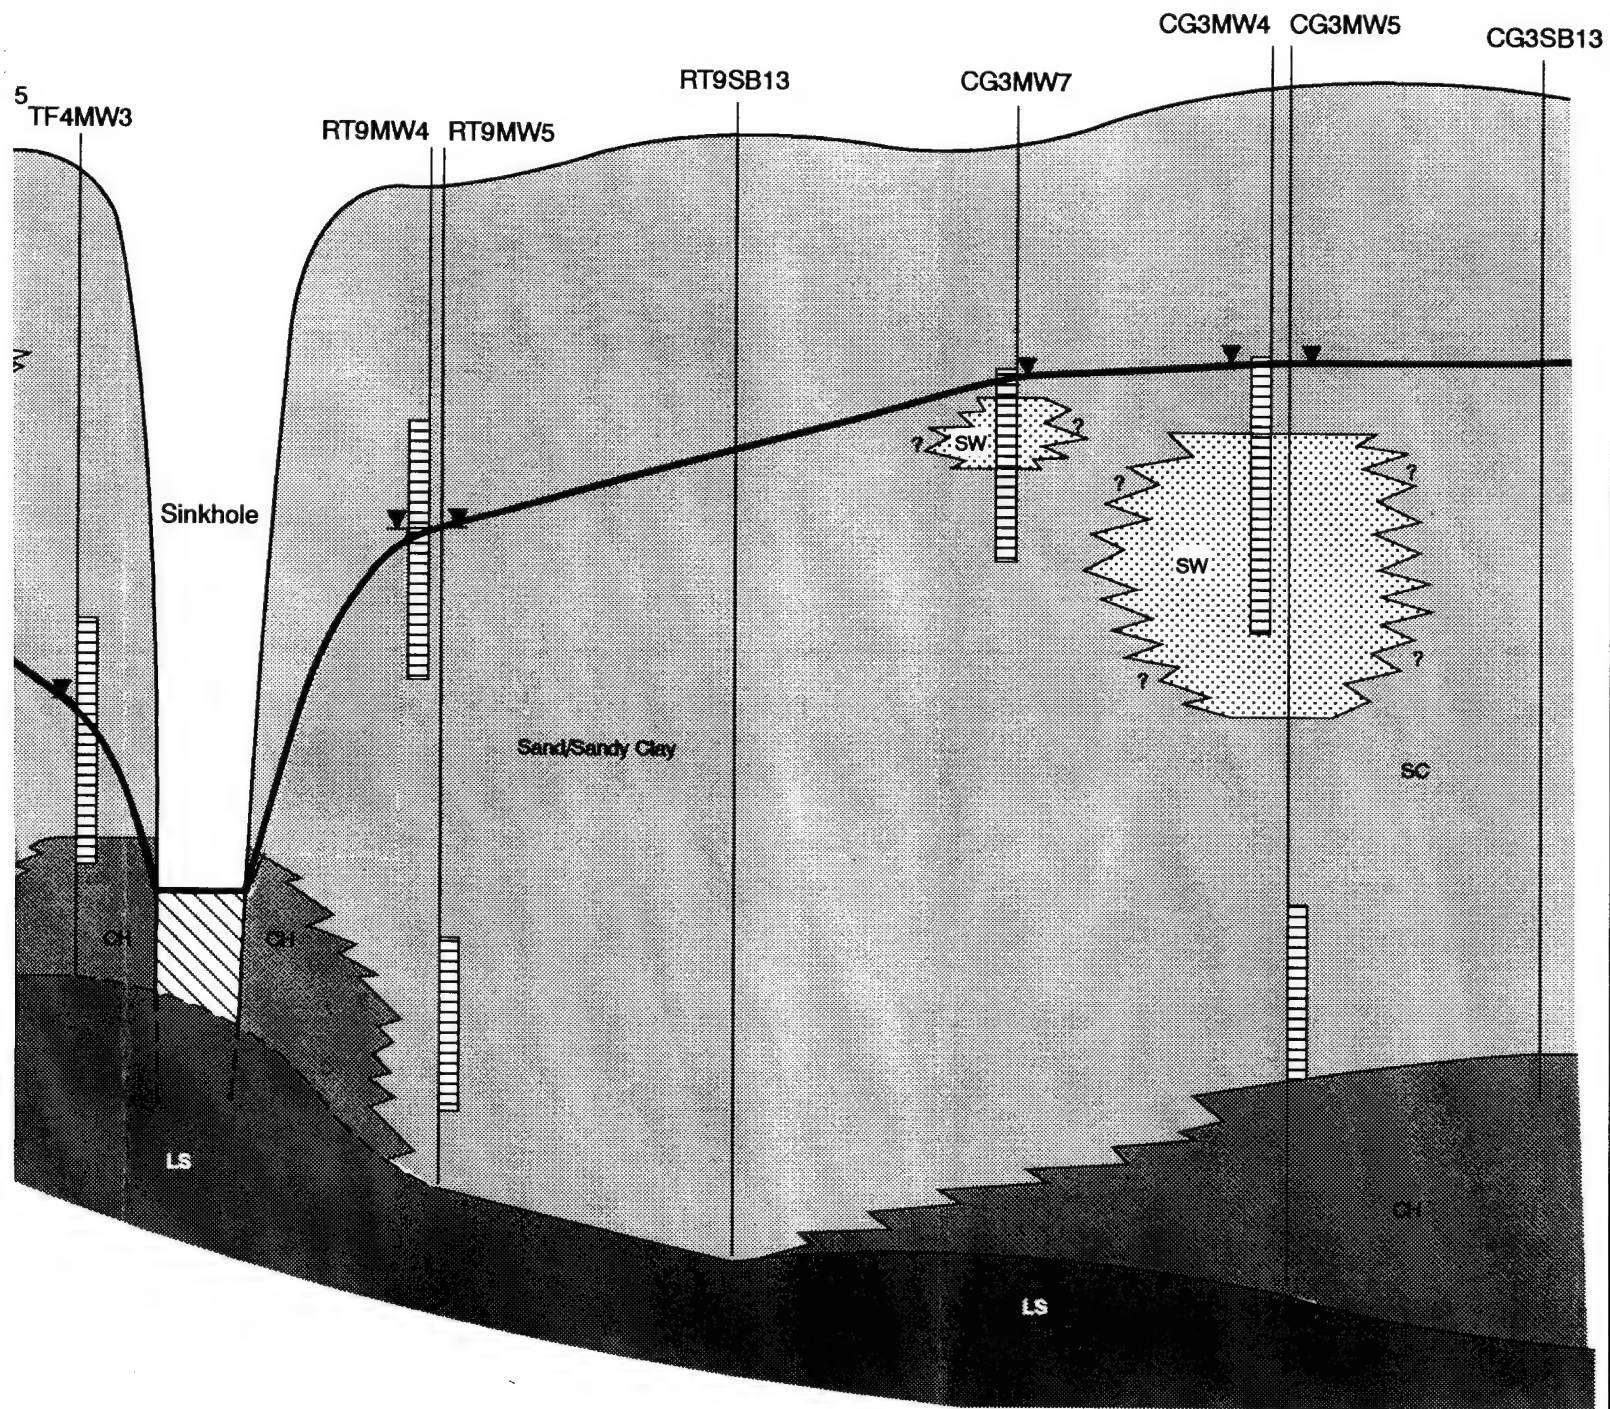 CG3MW4 CG3MW5
CG3SB13
RT9SB13
CG3MW7
5
TF4MW3
RT9MW4 RT9MW5
?
?
SW
?
?
Sinkhole
SW
?
?
Sand/Sandy Clay
SC
CH
CH
LS
CH
LS